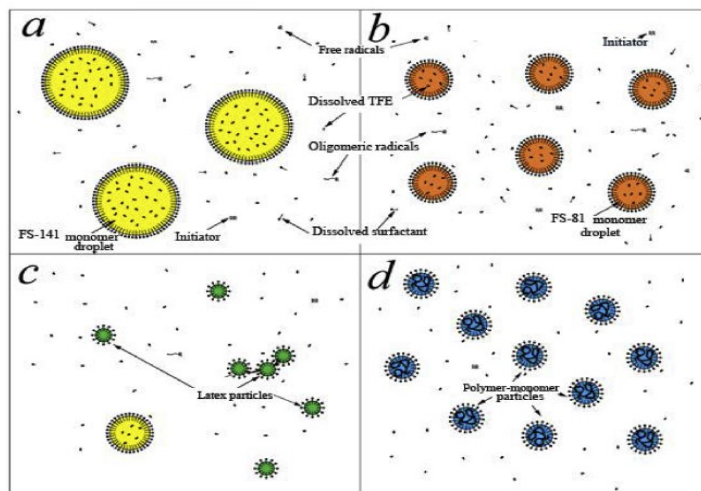 a
b
Free radicals
Initiator
Dissolved TFE
Oligomeric radicals
FS-141 monomer
droplet
Initiator
Dissolved surfactant
FS-81 monomer
droplet
c
d
Latex particles
Polymer-monomer
particles